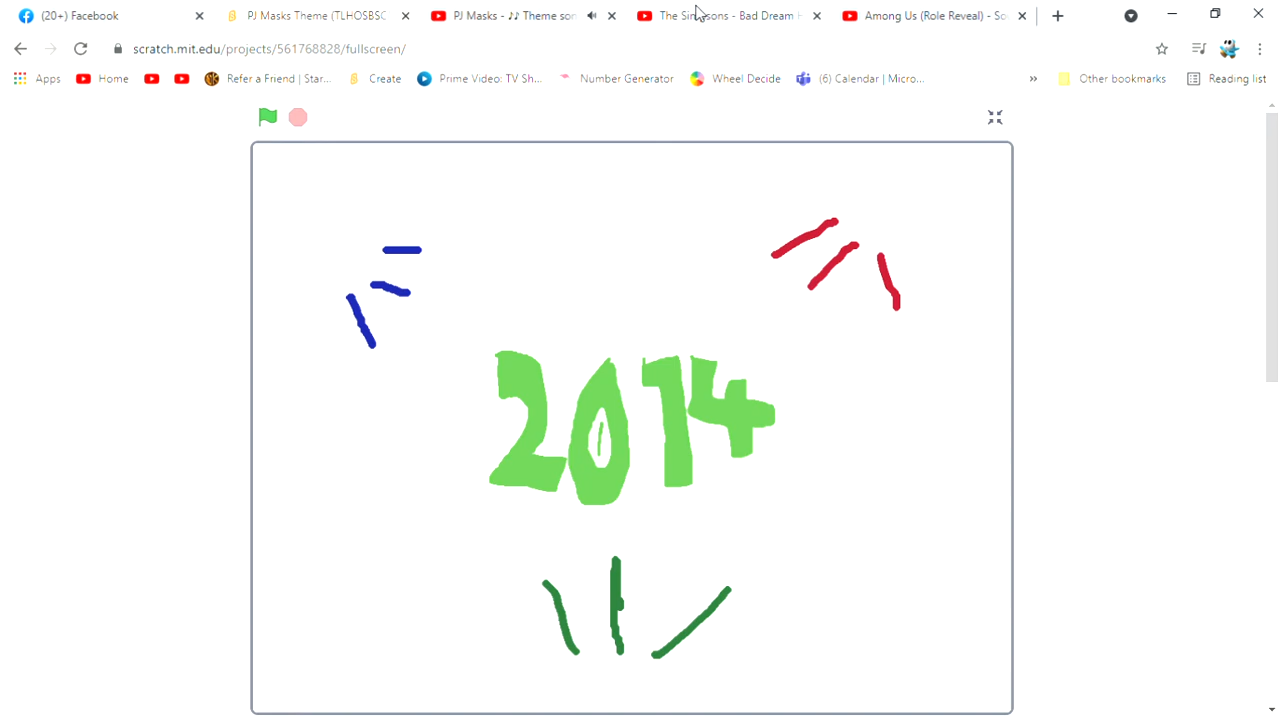 (20+) Facebook
PJ Masks Theme (TLHOSBSC
PJ Masks - ♪♪ Theme son
The Simpsons - Bad Dream H
Among Us (Role Reveal) - So
scratch.mit.edu/projects/561768828/fullscreen/
Apps Home Refer a Friend | Star... Create Prime Video: TV Sh... Number Generator Wheel Decide (6) Calendar | Micro... » Other bookmarks Reading list
2014